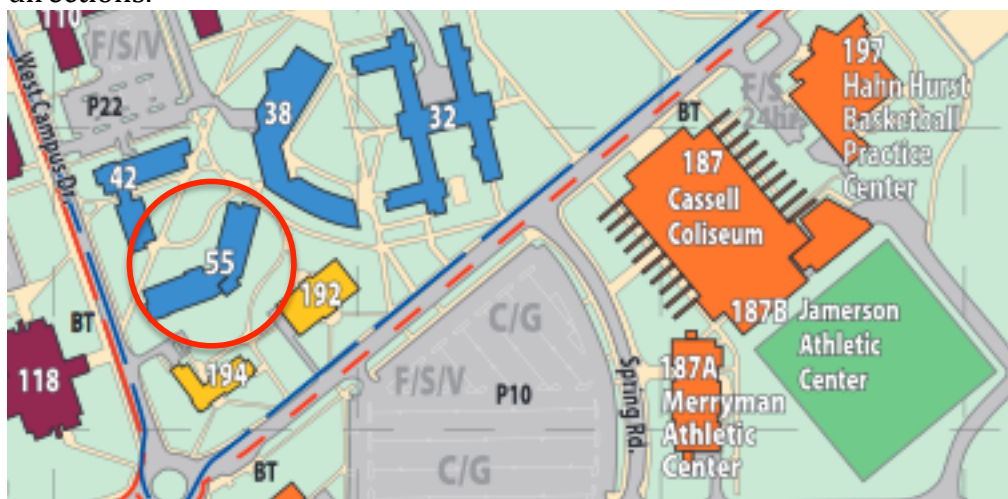 directions.
110
F/S/V
P22
West Campus Dr.
38
32
42
55
192
194
118
BT
BT
BT
F/S
24hr
197
Hahn Hurst
Basketball
Practice
Center
187
Cassell
Coliseum
187B
Jamerson
Athletic
Center
187A
Merryman
Athletic
Center
C/G
F/S/V
P10
C/G
Spring Rd.